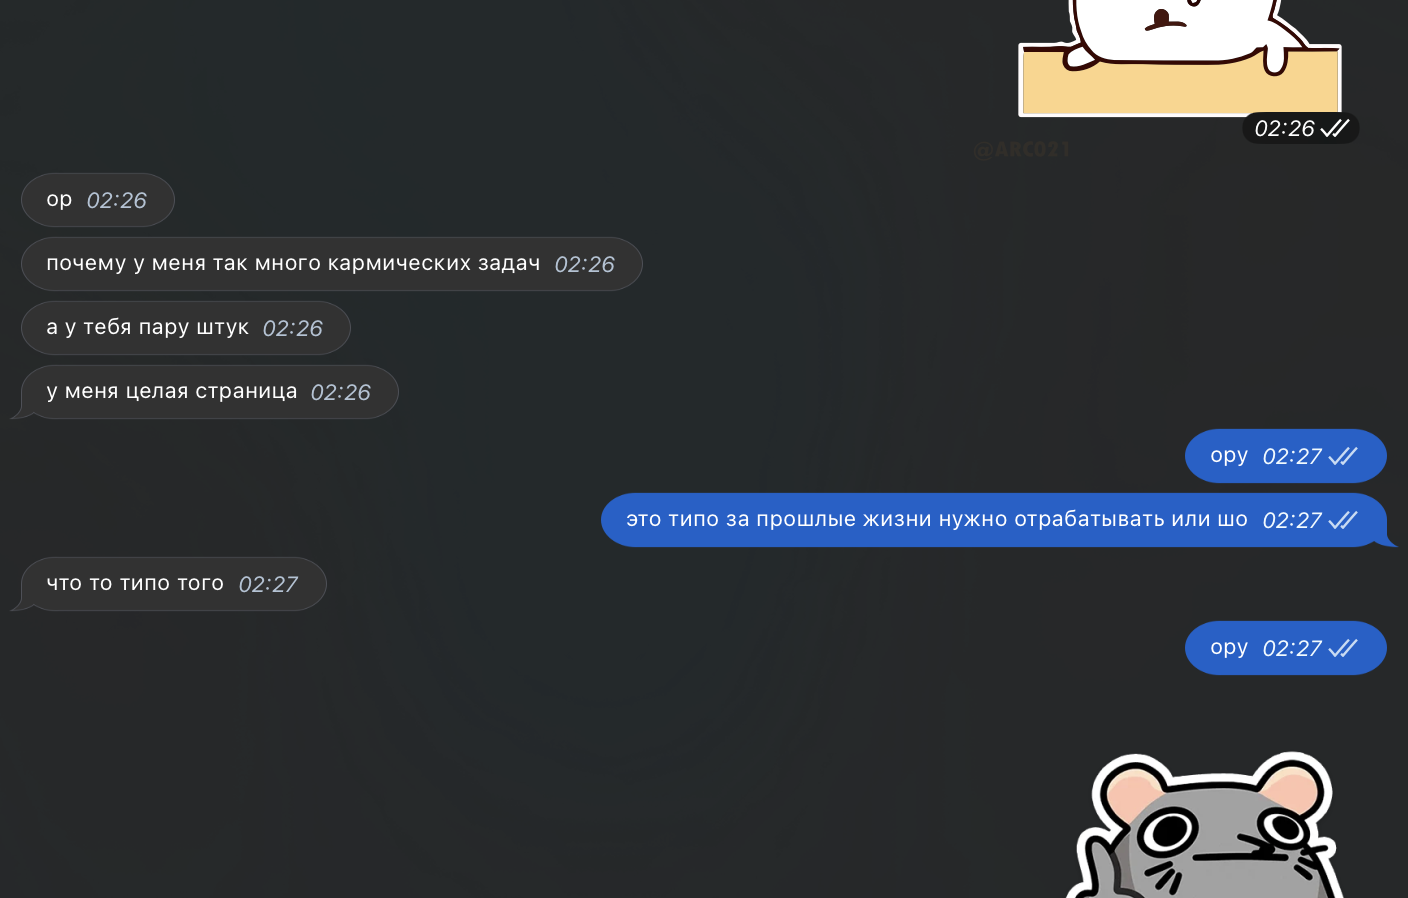 02:26
@ARC021
ор 02:26
почему у меня так много кармических задач 02:26
а у тебя пару штук 02:26
у меня целая страница 02:26
ору 02:27
это типо за прошлые жизни нужно отрабатывать или шо 02:27
что то типо того 02:27
ору 02:27